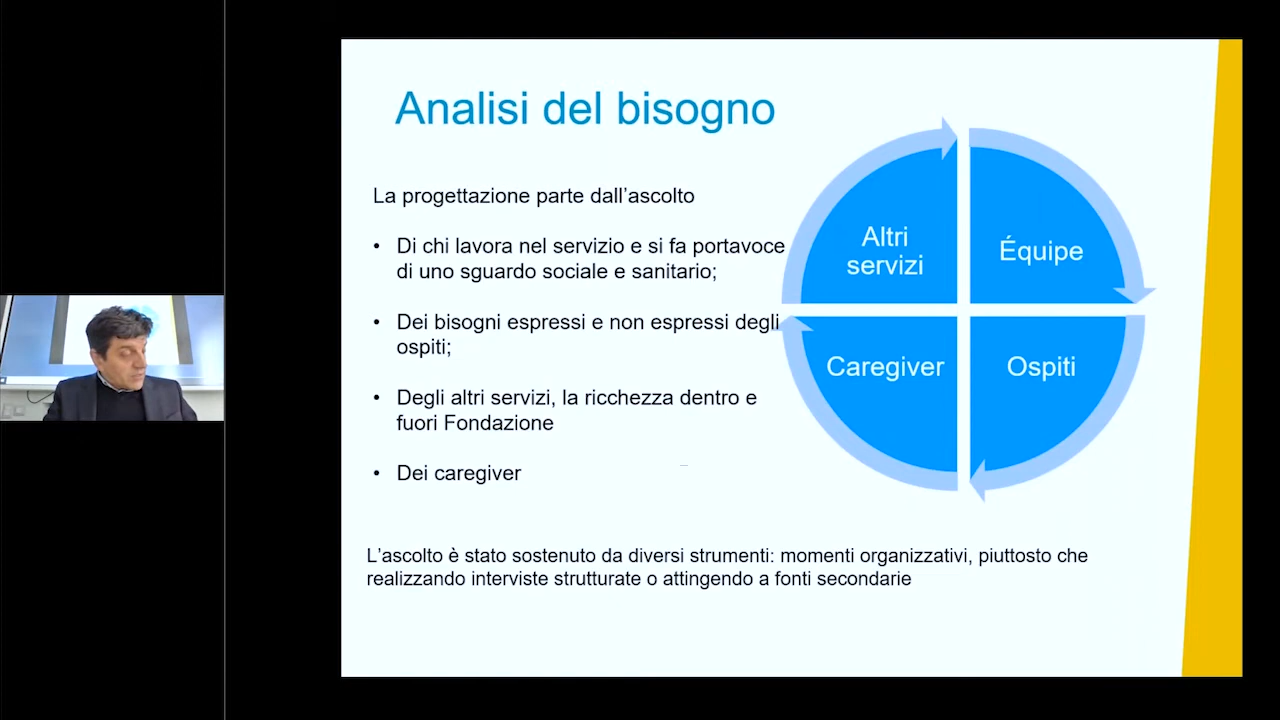 Analisi del bisogno
La progettazione parte dall’ascolto
• Di chi lavora nel servizio e si fa portavoce
di uno sguardo sociale e sanitario;
• Dei bisogni espressi e non espressi degli
ospiti;
• Degli altri servizi, la ricchezza dentro e
fuori Fondazione
• Dei caregiver
Altri
servizi
Équipe
Caregiver
Ospiti
L’ascolto è stato sostenuto da diversi strumenti: momenti organizzativi, piuttosto che
realizzando interviste strutturate o attingendo a fonti secondarie